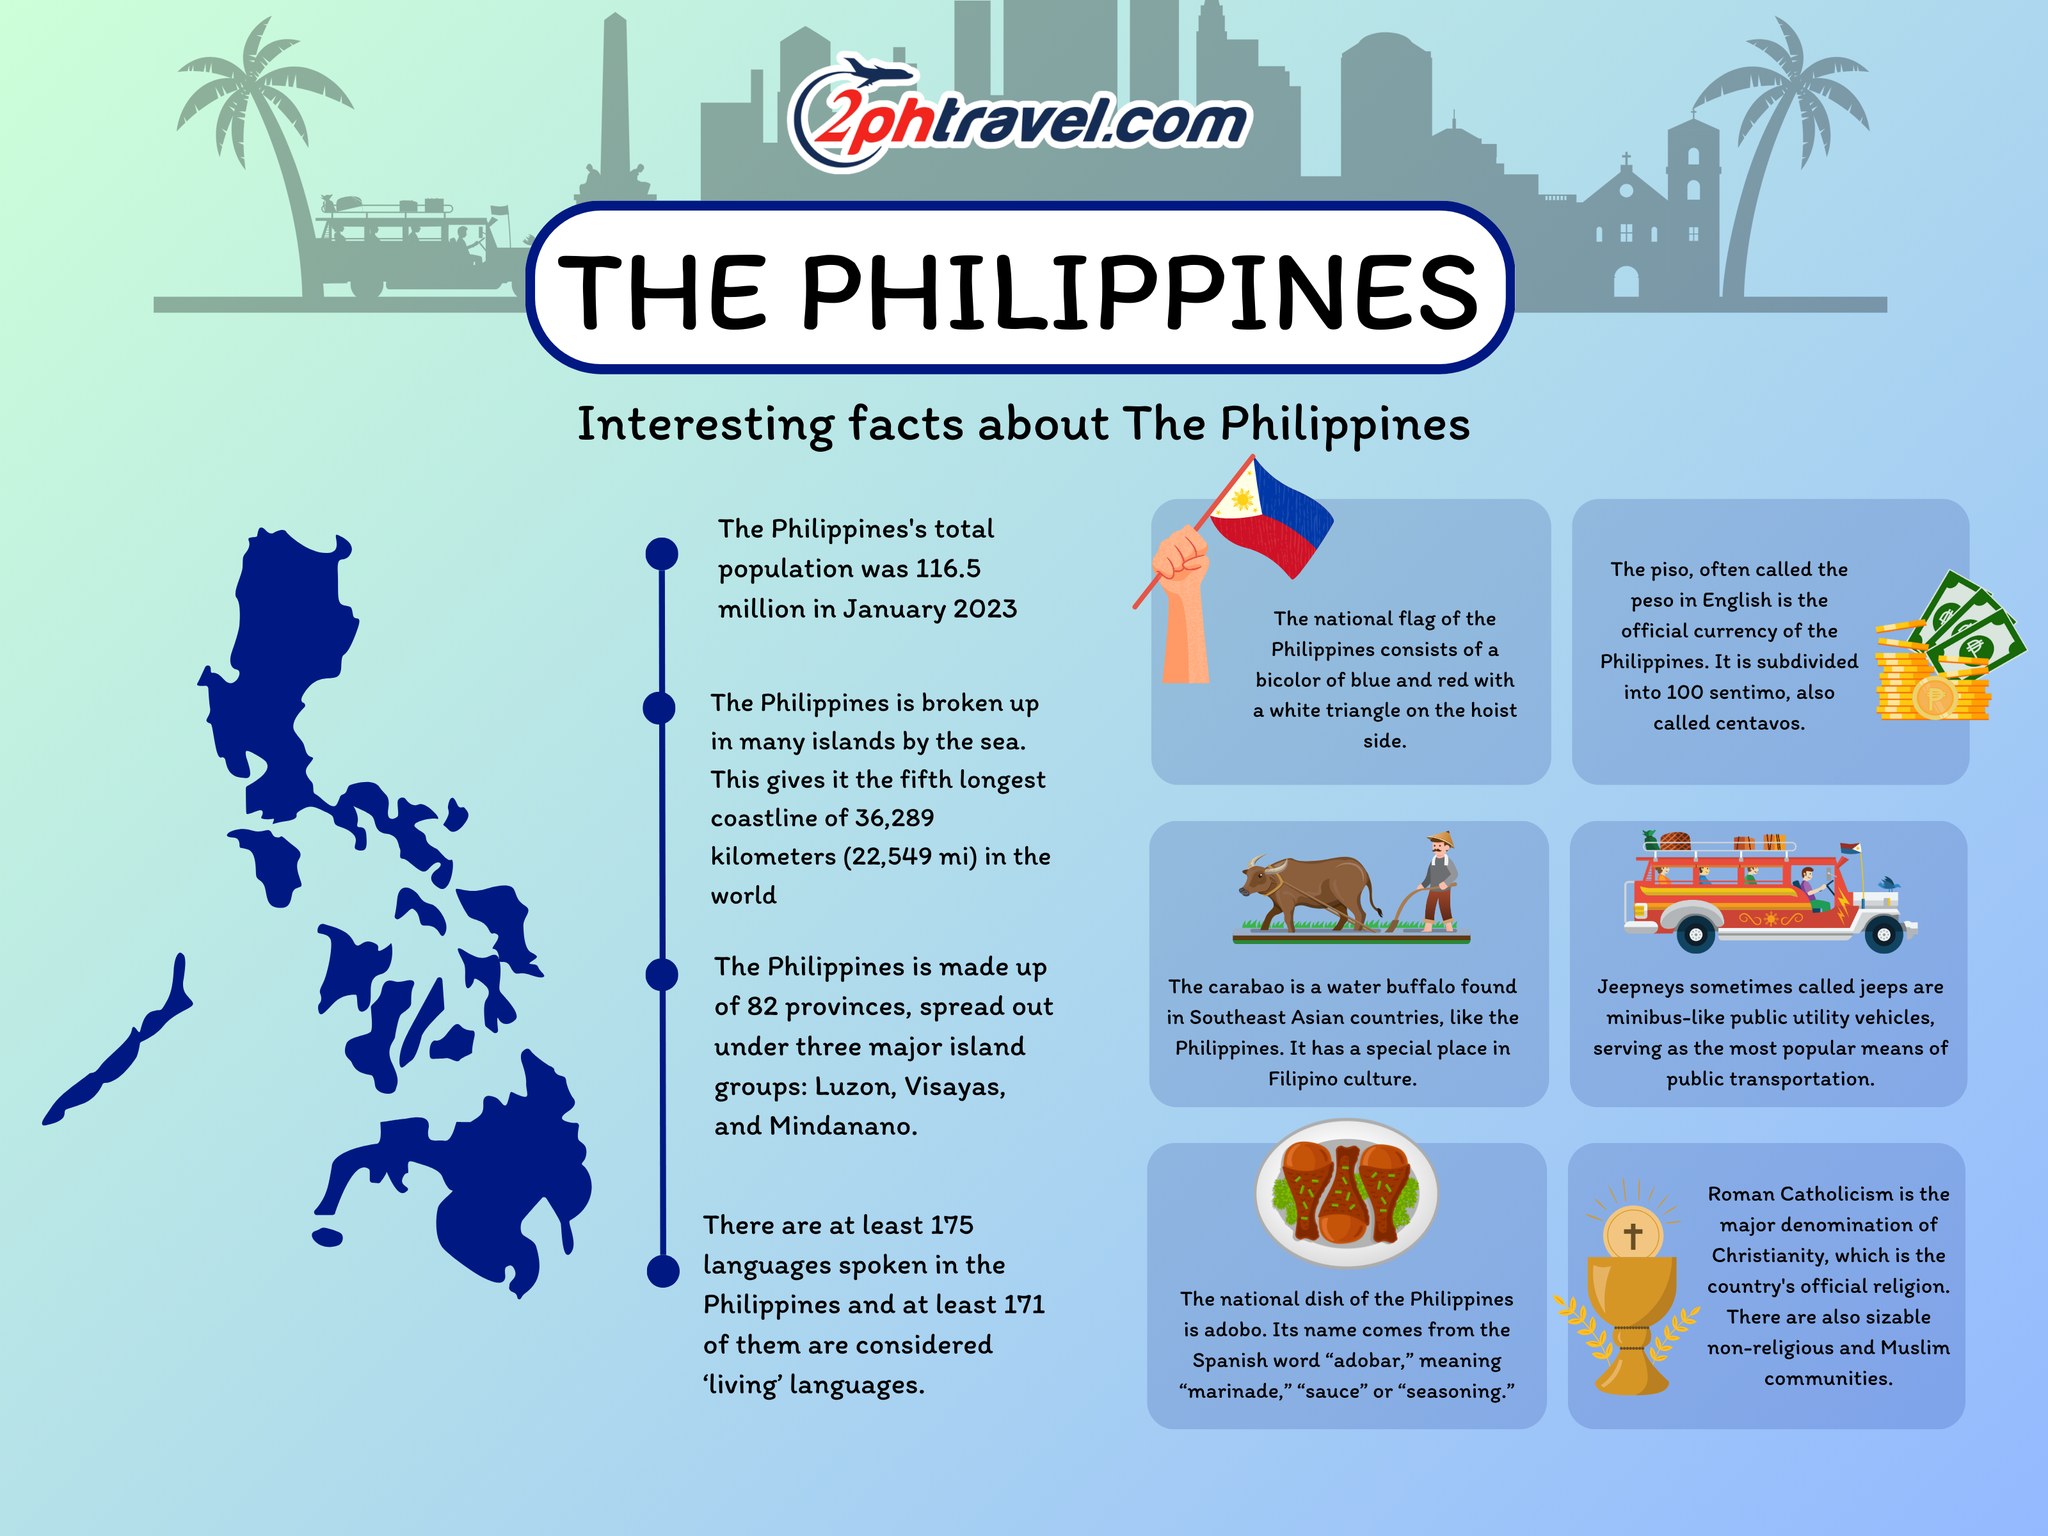 2phtravel.com
THE PHILIPPINES
Interesting facts about The Philippines
The Philippines's total
population was 116.5
million in January 2023
The Philippines is broken up
in many islands by the sea.
This gives it the fifth longest
coastline of 36,289
kilometers (22,549 mi) in the
world
The Philippines is made up
of 82 provinces, spread out
under three major island
groups: Luzon, Visayas,
and Mindanano.
There are at least 175
languages spoken in the
Philippines and at least 171
of them are considered
‘living’ languages.
The national flag of the
Philippines consists of a
bicolor of blue and red with
a white triangle on the hoist
side.
The piso, often called the
peso in English is the
official currency of the
Philippines. It is subdivided
into 100 sentimo, also
called centavos.
The carabao is a water buffalo found
in Southeast Asian countries, like the
Philippines. It has a special place in
Filipino culture.
Jeepneys sometimes called jeeps are
minibus-like public utility vehicles,
serving as the most popular means of
public transportation.
The national dish of the Philippines
is adobo. Its name comes from the
Spanish word “adobar,” meaning
“marinade,” “sauce” or “seasoning.”
Roman Catholicism is the
major denomination of
Christianity, which is the
country's official religion.
There are also sizable
non-religious and Muslim
communities.